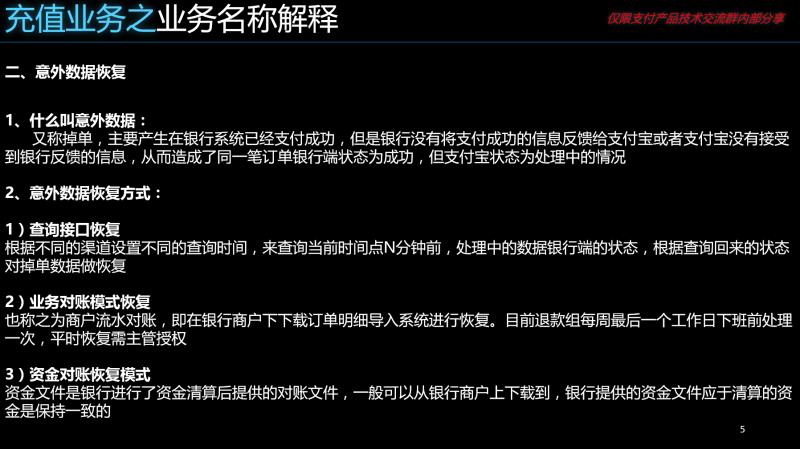 充值业务之业务名称解释
仅限支付产品技术交流群内部分享
二、意外数据恢复
1、什么叫意外数据：
又称掉单，主要产生在银行系统已经支付成功，但是银行没有将支付成功的信息反馈给支付宝或者支付宝没有接受
到银行反馈的信息，从而造成了同一笔订单银行端状态为成功，但支付宝状态为处理中的情况
2、意外数据恢复方式：
1）查询接口恢复
根据不同的渠道设置不同的查询时间，来查询当前时间点N分钟前，处理中的数据银行端的状态，根据查询回来的状态
对掉单数据做恢复
2）业务对账模式恢复
也称之为商户流水对账，即在银行商户下下载订单明细导入系统进行恢复。目前退款组每周最后一个工作日下班前处理
一次，平时恢复需主管授权
3）资金对账恢复模式
资金文件是银行进行了资金清算后提供的对账文件，一般可以从银行商户上下载到，银行提供的资金文件应于清算的资
金是保持一致的
5